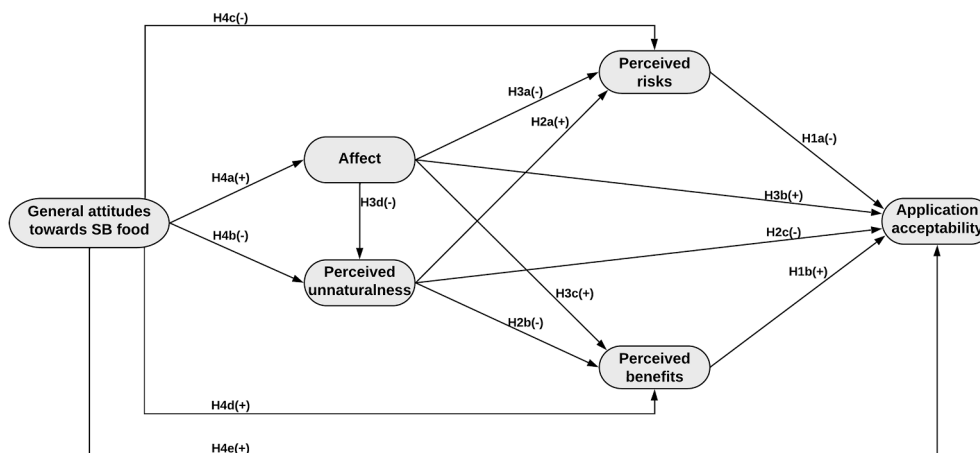 H4c(-)
Perceived
risks
H3a(-)
H2a(+)
H1a(-)
Affect
H4a(+)
H3b(+)
H3d(-)
General attitudes
towards SB food
Application
acceptability
H4b(-)
H2c(-)
Perceived
unnaturalness
H1b(+)
H3c(+)
H2b(-)
Perceived
benefits
H4d(+)
H4e(+)